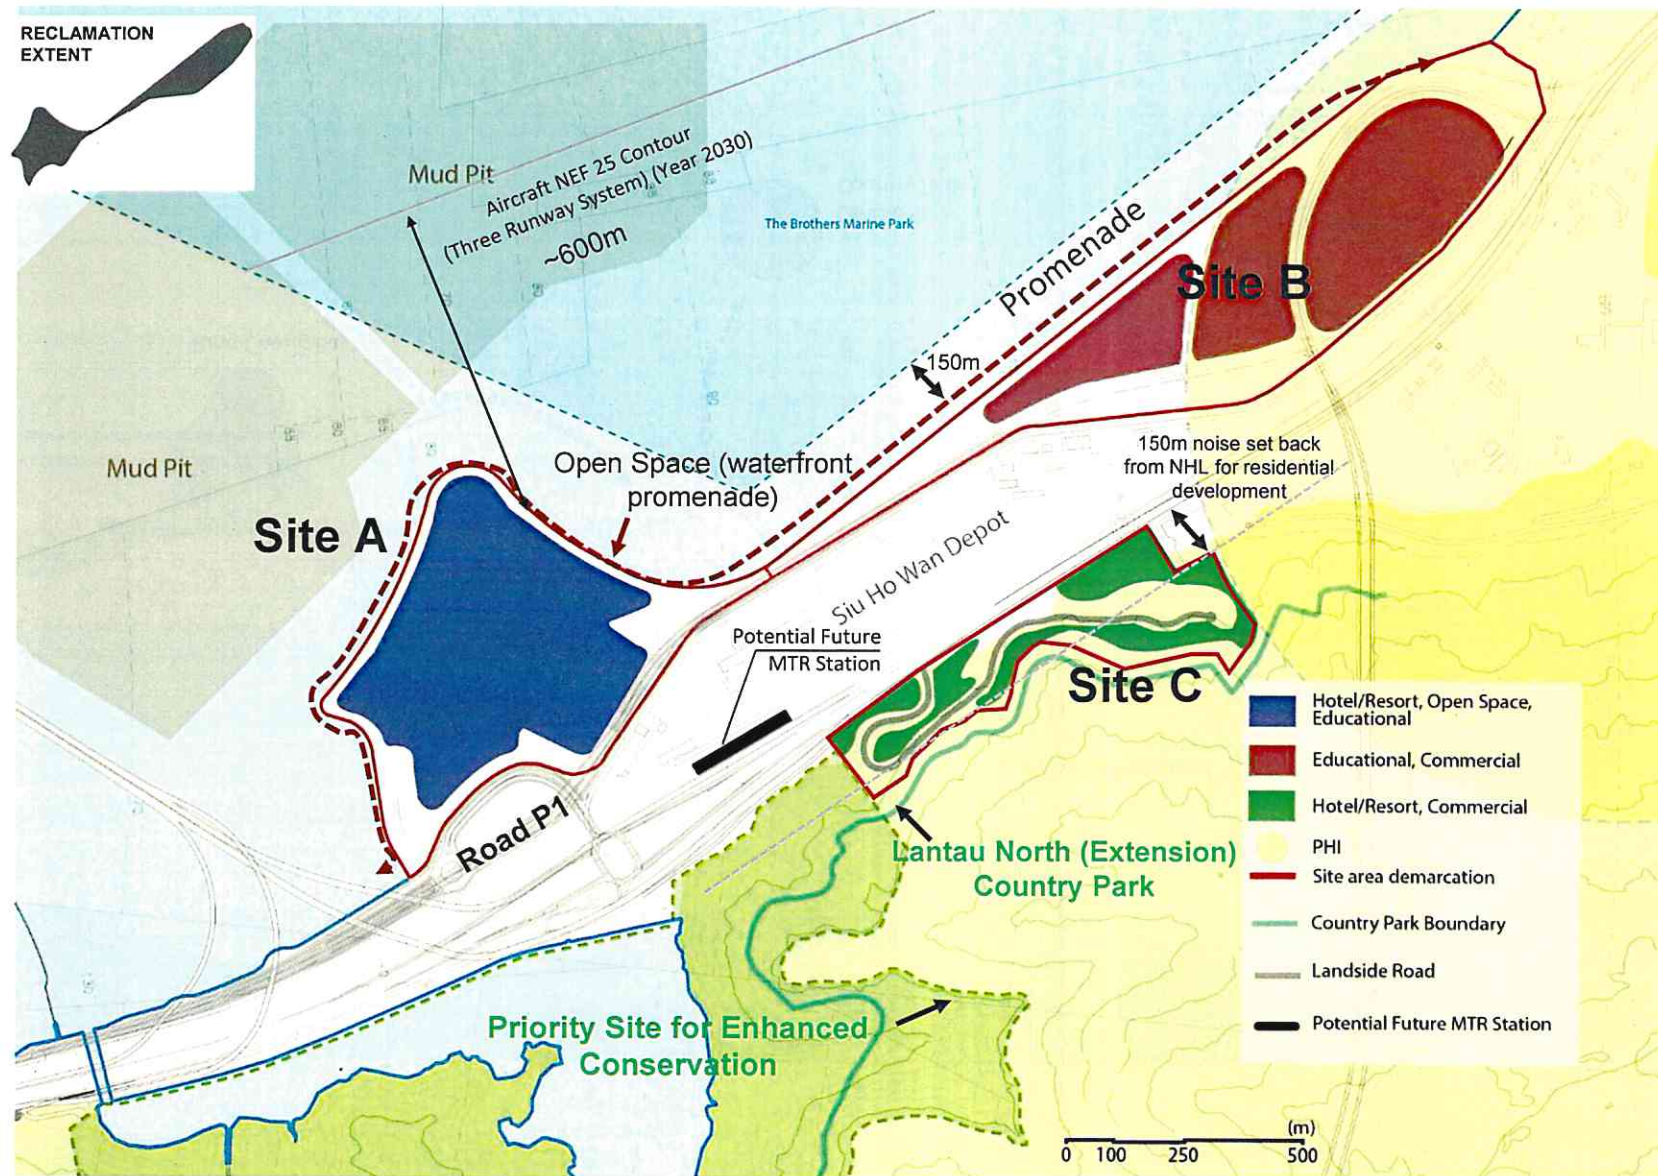 RECLAMATION
EXTENT
Mud Pit
Aircraft NEF 25 Contour
(Three Runway System) (Year 2030)
~600m
The Brothers Marine Park
Promenade
Site B
150m
Mud Pit
Open Space (waterfront
promenade)
150m noise set back
from NHL for residential
development
Site A
Siu Ho Wan Depot
Potential Future
MTR Station
Site C
Road P1
Lantau North (Extension)
Country Park
Priority Site for Enhanced
Conservation
Hotel/Resort, Open Space,
Educational
Educational, Commercial
Hotel/Resort, Commercial
PHI
Site area demarcation
Country Park Boundary
Landside Road
Potential Future MTR Station
(m)
0 100 250 500